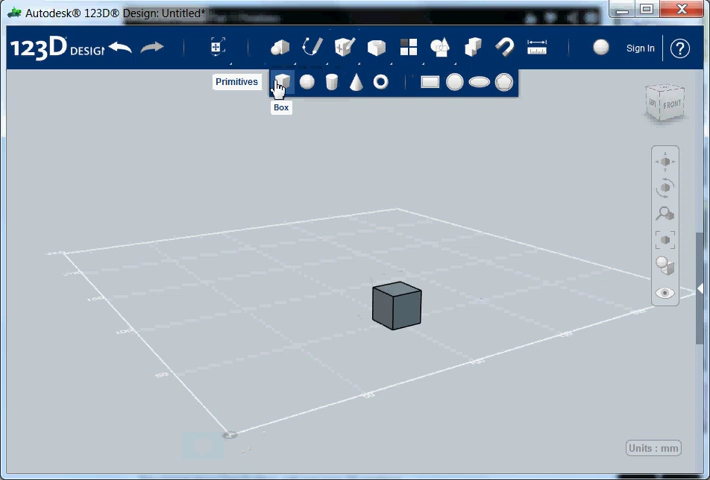 Autodesk® 123D® Design: Untitled*
123D DESIGN
Sign In
?
Primitives
Box
FRONT
Units : mm